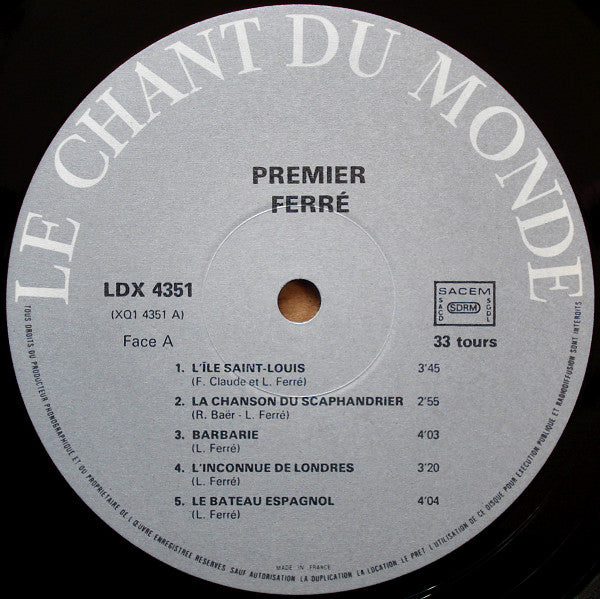 LE CHANT DU MONDE
PREMIER
FERRÉ
LDX 4351
(XQ1 4351 A)
Face A
SACEM
SACD
SDRM
SGDL
33 tours
1. L'ÎLE SAINT-LOUIS 3'45
(F. Claude et L. Ferré)
2. LA CHANSON DU SCAPHANDRIER 2'55
(R. Baër - L. Ferré)
3. BARBARIE 4'03
(L. Ferré)
4. L'INCONNUE DE LONDRES 3'20
(L. Ferré)
5. LE BATEAU ESPAGNOL 4'04
(L. Ferré)
MADE IN FRANCE
TOUS DROITS DU PRODUCTEUR PHONOGRAPHIQUE ET DU PROPRIETAIRE DE L'ŒUVRE ENREGISTREE RESERVES SAUF AUTORISATION LA DUPLICATION LA LOCATION LE PRET L'UTILISATION DE CE DISQUE POUR EXECUTION PUBLIQUE ET RADIODIFFUSION SONT INTERDITS